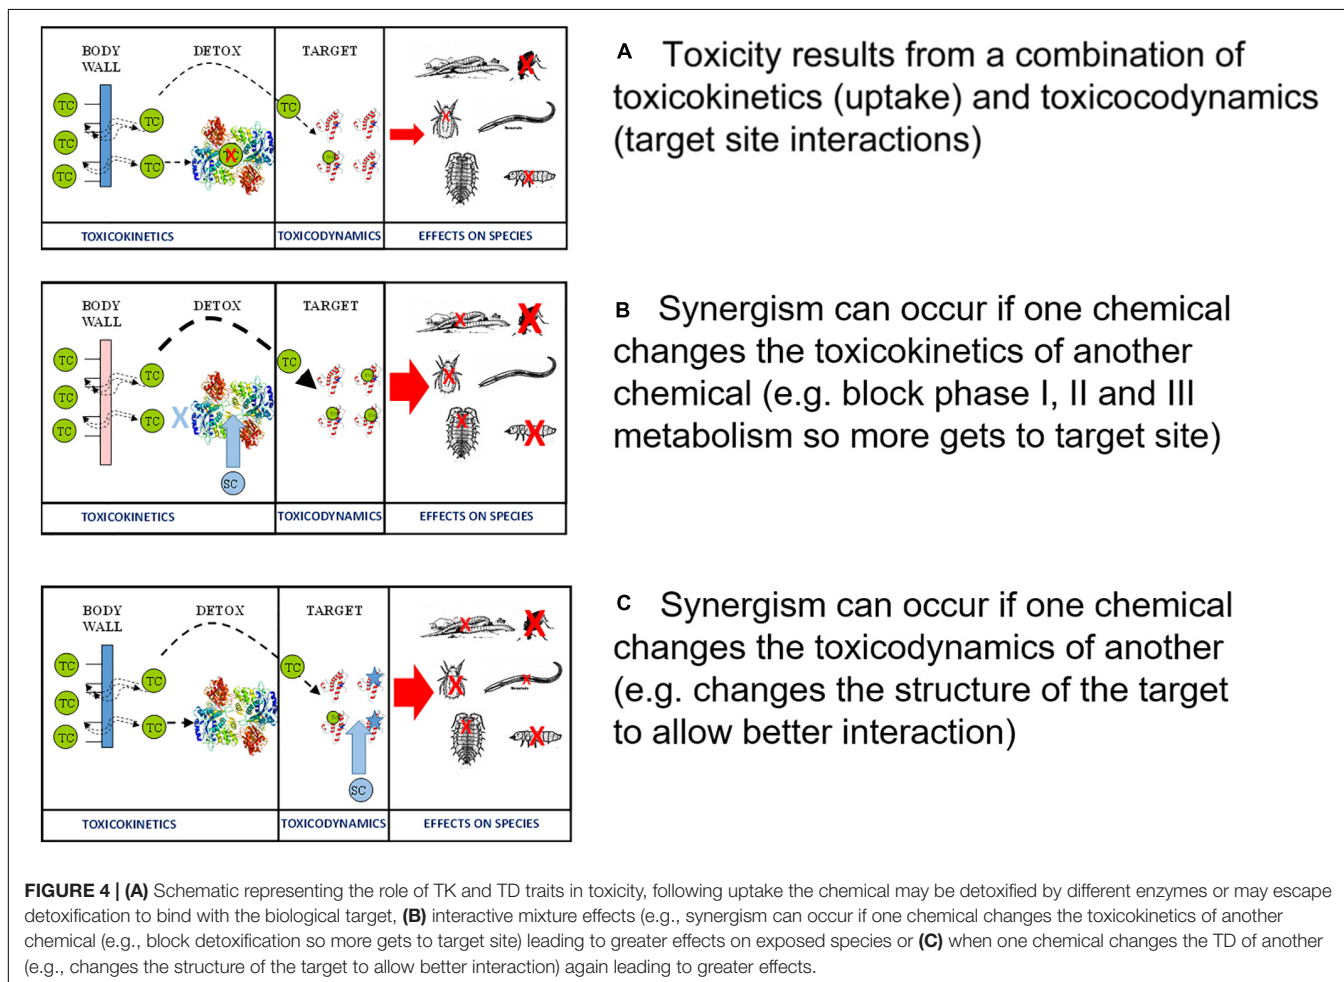 BODY WALL
DETOX
TARGET
TC
TC
TC
TC
TC
TC
TOXICOKINETICS
TOXICODYNAMICS
EFFECTS ON SPECIES
A Toxicity results from a combination of
toxicokinetics (uptake) and toxicocodynamics
(target site interactions)
BODY WALL
DETOX
TARGET
TC
TC
TC
TC
TC
TC
X
SC
TOXICOKINETICS
TOXICODYNAMICS
EFFECTS ON SPECIES
B Synergism can occur if one chemical
changes the toxicokinetics of another
chemical (e.g. block phase I, II and III
metabolism so more gets to target site)
BODY WALL
DETOX
TARGET
TC
TC
TC
TC
TC
TC
SC
TOXICOKINETICS
TOXICODYNAMICS
EFFECTS ON SPECIES
C Synergism can occur if one chemical
changes the toxicodynamics of another
(e.g. changes the structure of the target
to allow better interaction)
FIGURE 4 | (A) Schematic representing the role of TK and TD traits in toxicity, following uptake the chemical may be detoxified by different enzymes or may escape
detoxification to bind with the biological target, (B) interactive mixture effects (e.g., synergism can occur if one chemical changes the toxicokinetics of another
chemical (e.g., block detoxification so more gets to target site) leading to greater effects on exposed species or (C) when one chemical changes the TD of another
(e.g., changes the structure of the target to allow better interaction) again leading to greater effects.